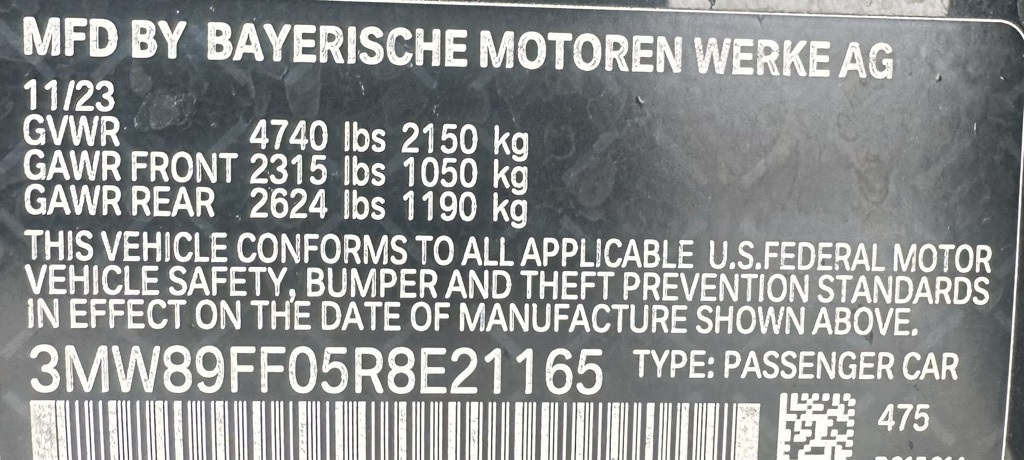 MFD BY BAYERISCHE MOTOREN WERKE AG
11/23
GVWR 4740 lbs 2150 kg
GAWR FRONT 2315 lbs 1050 kg
GAWR REAR 2624 lbs 1190 kg
THIS VEHICLE CONFORMS TO ALL APPLICABLE U.S.FEDERAL MOTOR
VEHICLE SAFETY, BUMPER AND THEFT PREVENTION STANDARDS
IN EFFECT ON THE DATE OF MANUFACTURE SHOWN ABOVE.
3MW89FF05R8E21165 TYPE: PASSENGER CAR
475